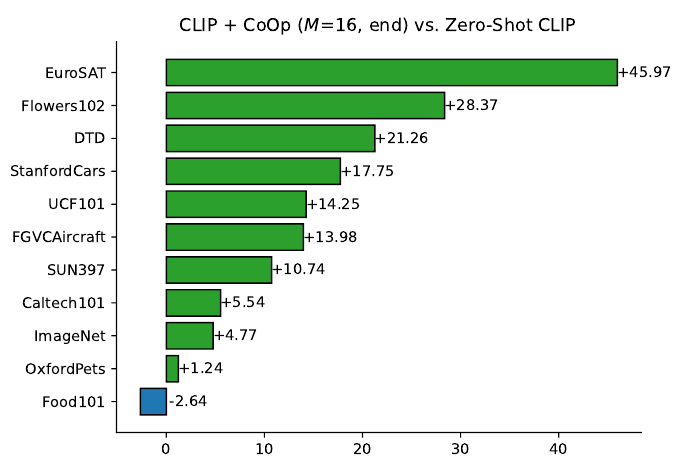 CLIP + CoOp (M=16, end) vs. Zero-Shot CLIP
EuroSAT +45.97
Flowers102 +28.37
DTD +21.26
StanfordCars +17.75
UCF101 +14.25
FGVCAircraft +13.98
SUN397 +10.74
Caltech101 +5.54
ImageNet +4.77
OxfordPets +1.24
Food101 -2.64
0 10 20 30 40